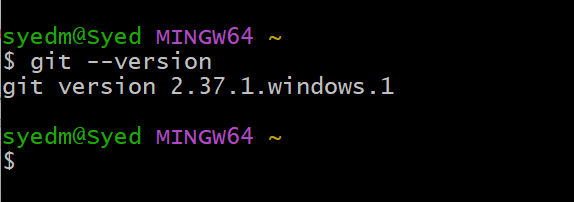 syedm@Syed MINGW64 ~
$ git --version
git version 2.37.1.windows.1
syedm@Syed MINGW64 ~
$